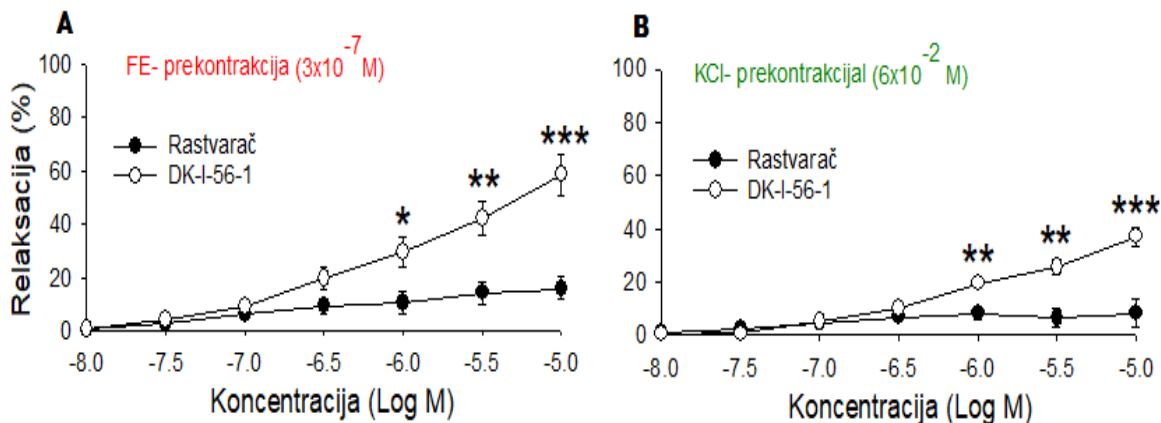 A
FE- prekontrakcija (3x10⁻⁷ M)
Relaksacija (%)
100
80
60
40
20
0
Rastvarač
DK-I-56-1
*
**
***
-8.0 -7.5 -7.0 -6.5 -6.0 -5.5 -5.0
Koncentracija (Log M)
B
KCl- prekontrakcijal (6x10⁻² M)
100
80
60
40
20
0
Rastvarač
DK-I-56-1
**
**
***
-8.0 -7.5 -7.0 -6.5 -6.0 -5.5 -5.0
Koncentracija (Log M)